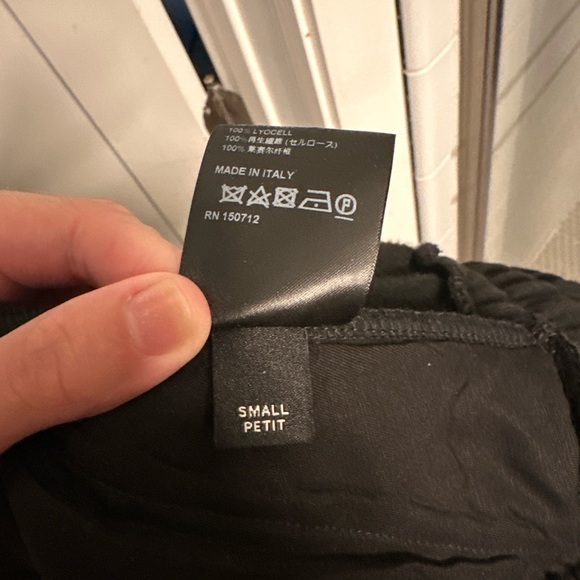 100% LYOCELL
100%再生繊維 (セルロース)
100% 莱赛尔纤维
MADE IN ITALY
P
RN 150712
SMALL
PETIT